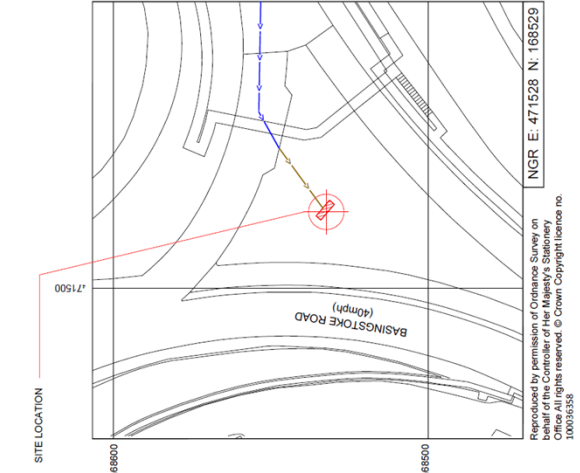 SITE LOCATION
471500
BASINGSTOKE ROAD
(40mph)
68600
68500
NGR E: 471528 N: 168529
Reproduced by permission of Ordnance Survey on
behalf of the Controller of Her Majesty's Stationery
Office All rights reserved. © Crown Copyright licence no.
100036358